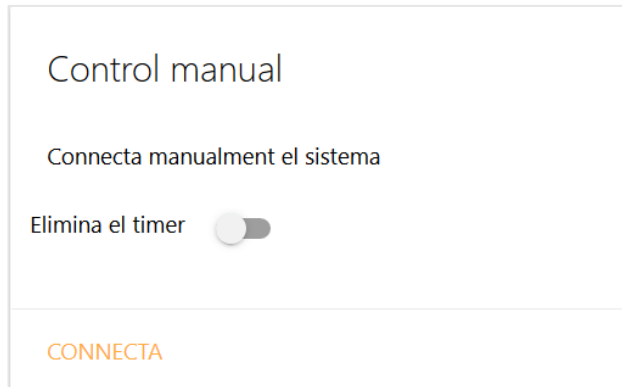 Control manual
Connecta manualment el sistema
Elimina el timer
CONNECTA